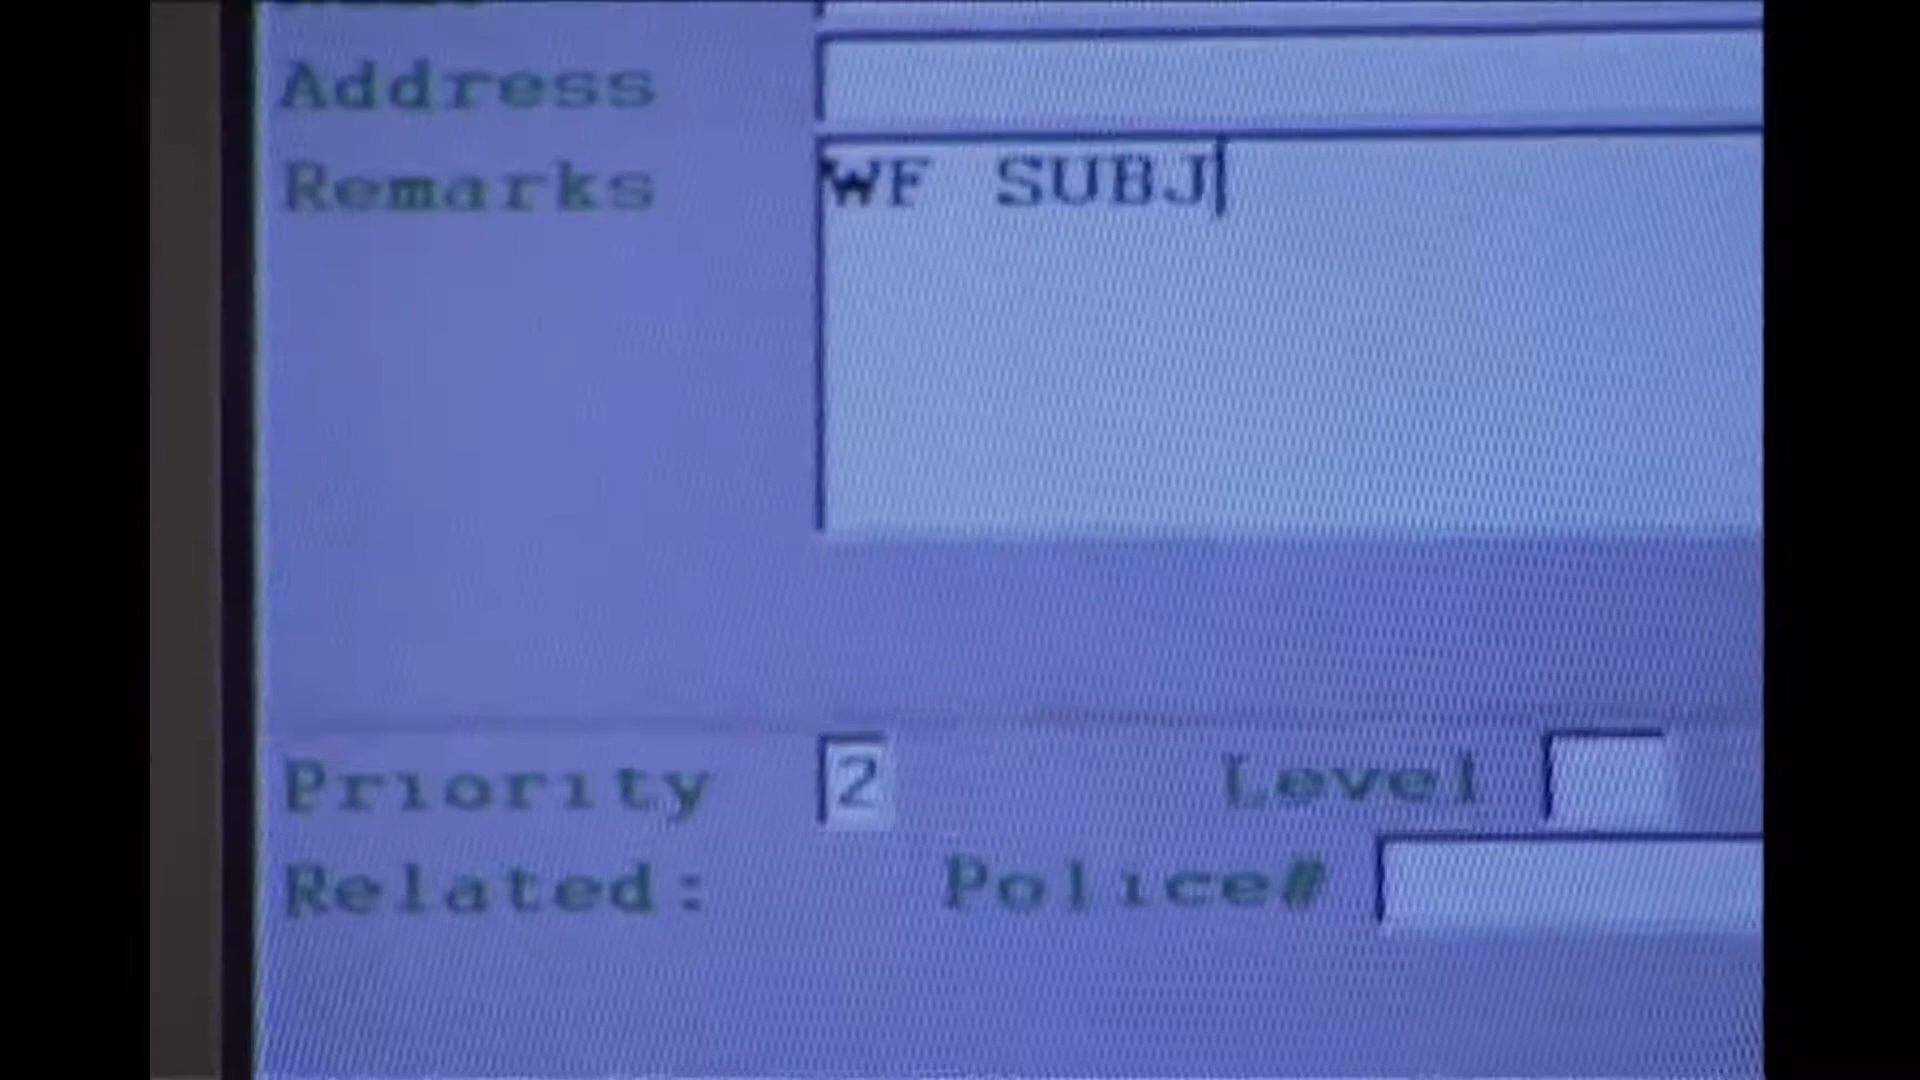 Address
Remarks WF SUBJ
Priority 2 Level
Related: Police#